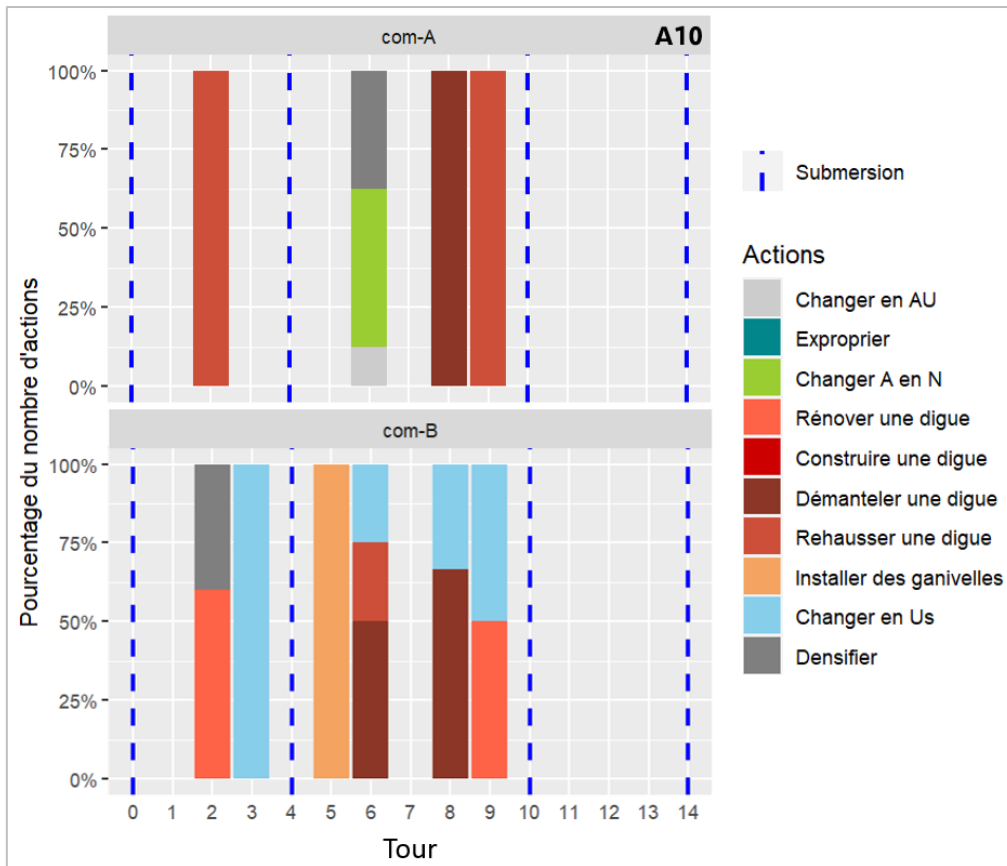 com-A
A10
100%
75%
50%
25%
0%
com-B
100%
75%
50%
25%
0%
0 1 2 3 4 5 6 7 8 9 10 11 12 13 14
Tour
Pourcentage du nombre d'actions
Submersion
Actions
Changer en AU
Exproprier
Changer A en N
Rénover une digue
Construire une digue
Démanteler une digue
Rehausser une digue
Installer des ganivelles
Changer en Us
Densifier